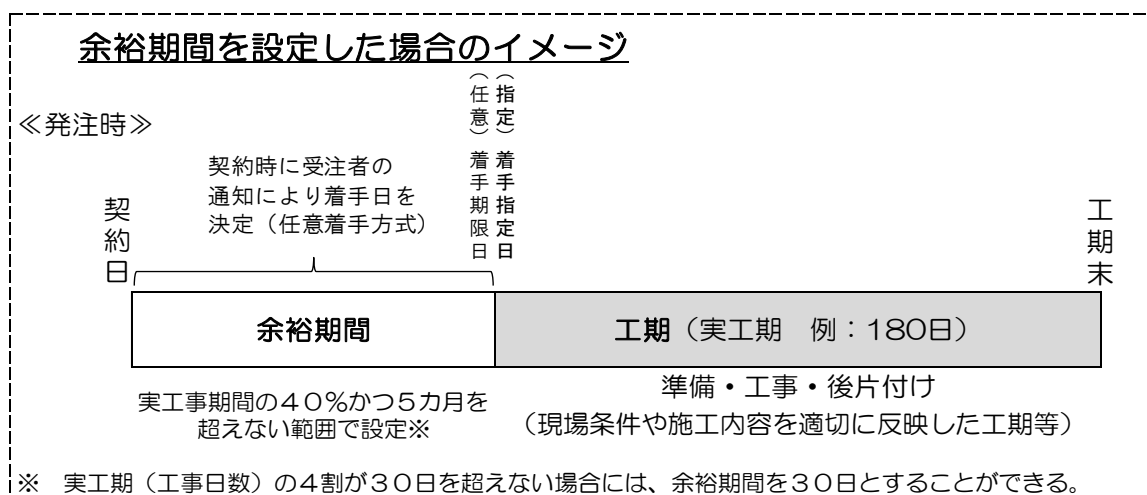 余裕期間を設定した場合のイメージ
≪発注時≫
契約時に受注者の
通知により着手日を
決定（任意着手方式）
（任意）着手期限日
（指定）着手指定日
契約日
工期末
余裕期間
工期（実工期　例：１８０日）
実工事期間の４０％かつ５カ月を
超えない範囲で設定※
準備・工事・後片付け
（現場条件や施工内容を適切に反映した工期等）
※　実工期（工事日数）の４割が３０日を超えない場合には、余裕期間を３０日とすることができる。